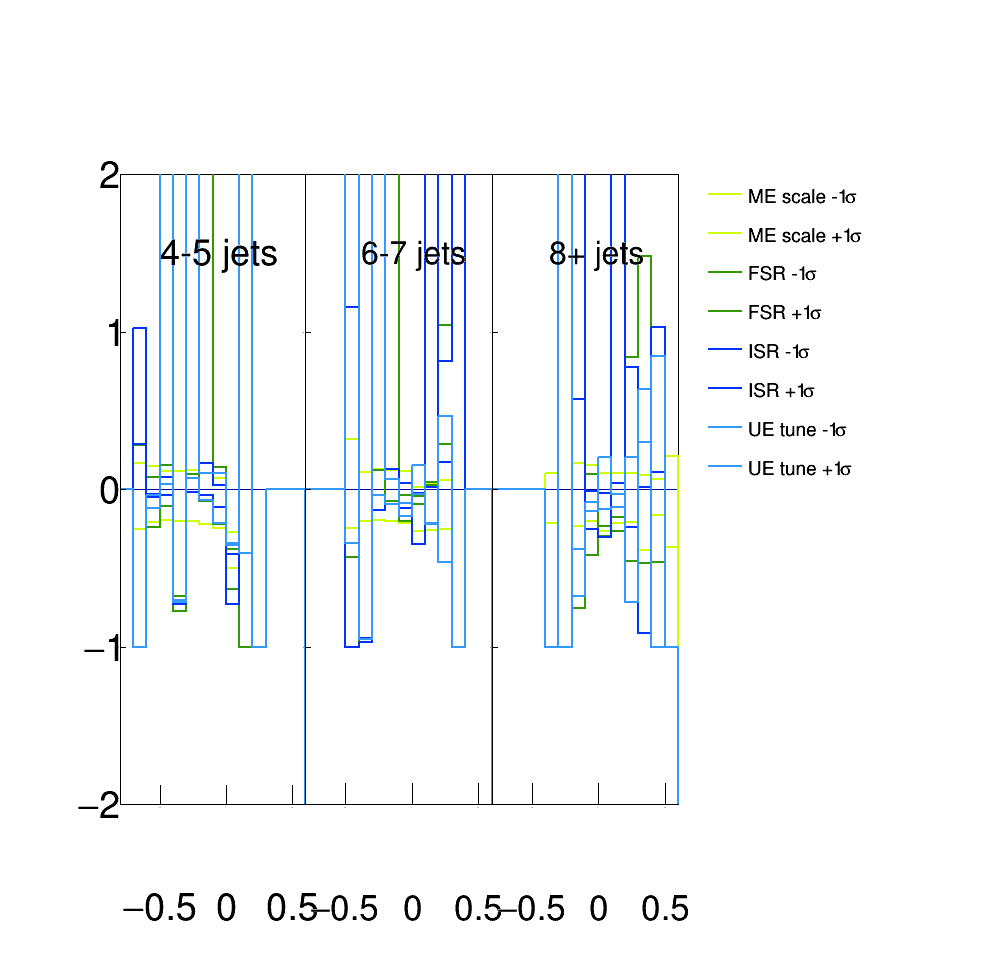 2
1
0
−1
−2
4-5 jets
6-7 jets
8+ jets
ME scale -1σ
ME scale +1σ
FSR -1σ
FSR +1σ
ISR -1σ
ISR +1σ
UE tune -1σ
UE tune +1σ
−0.5 0 0.5 −0.5 0 0.5 −0.5 0 0.5